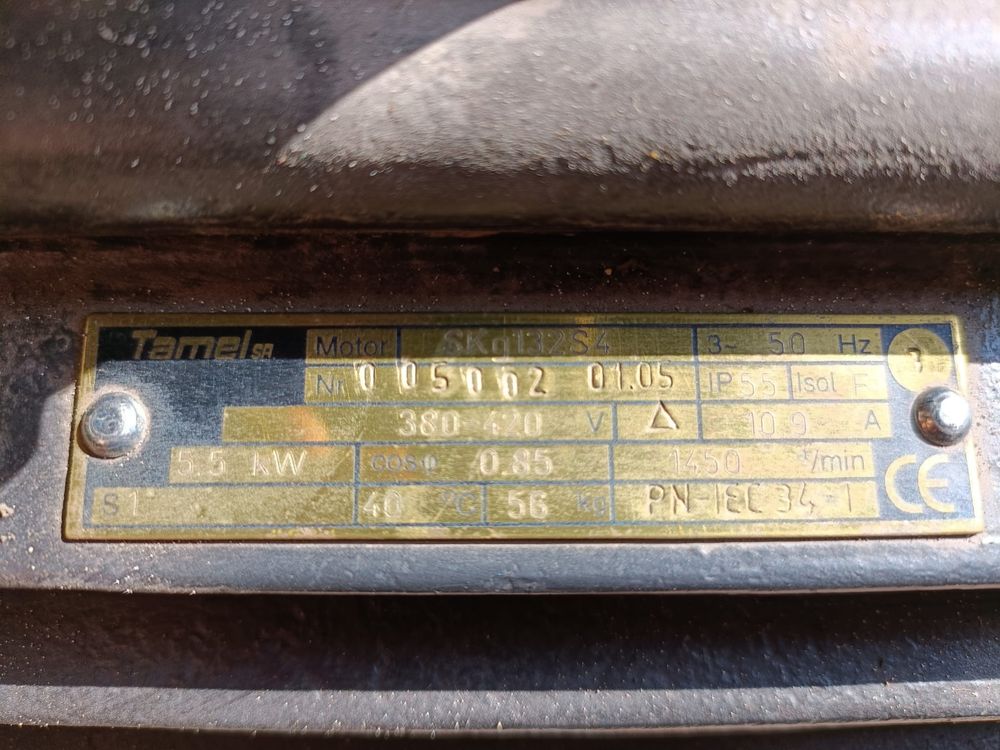 Tamel SA Motor SKg132S4 3~ 50 Hz
Nr 005002 01.05 IP55 Isol F
380-420 V △ 10.9 A
5.5 kW cosφ 0.85 1450 r/min
S1 40 °C 56 kg PN-IEC 34-1 CE